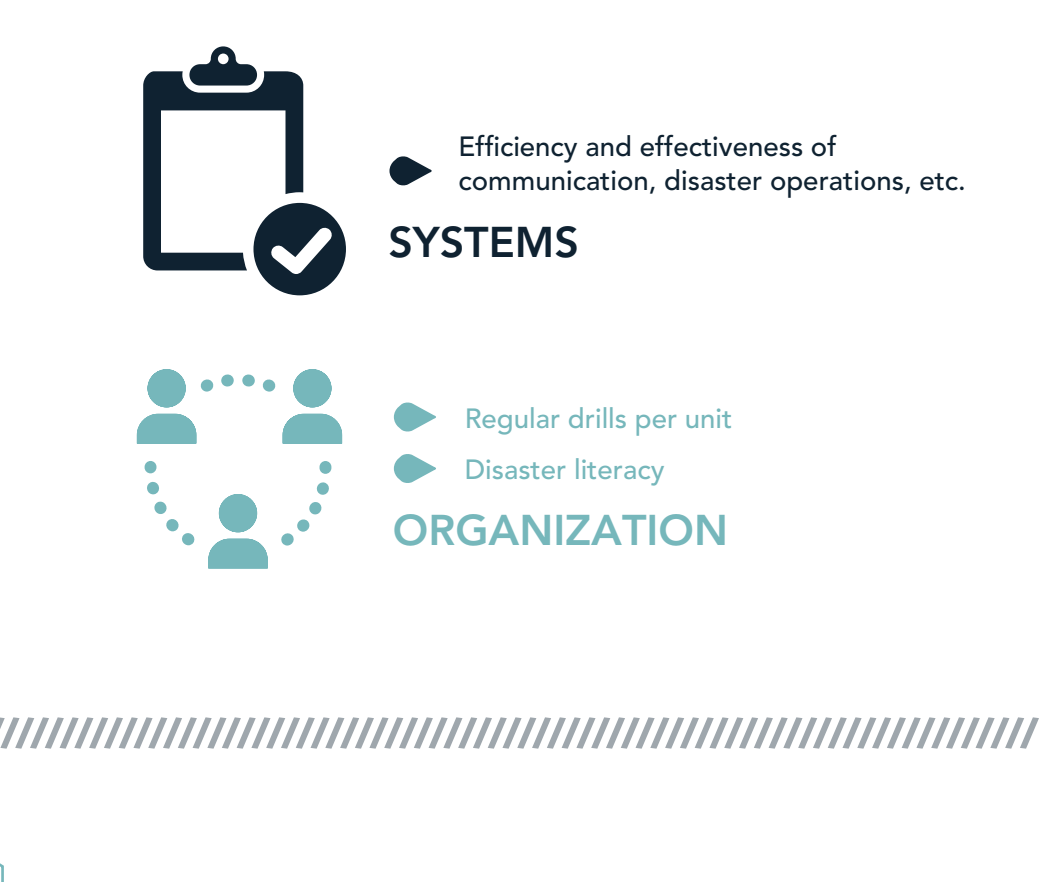 Efficiency and effectiveness of
communication, disaster operations, etc.
SYSTEMS
Regular drills per unit
Disaster literacy
ORGANIZATION